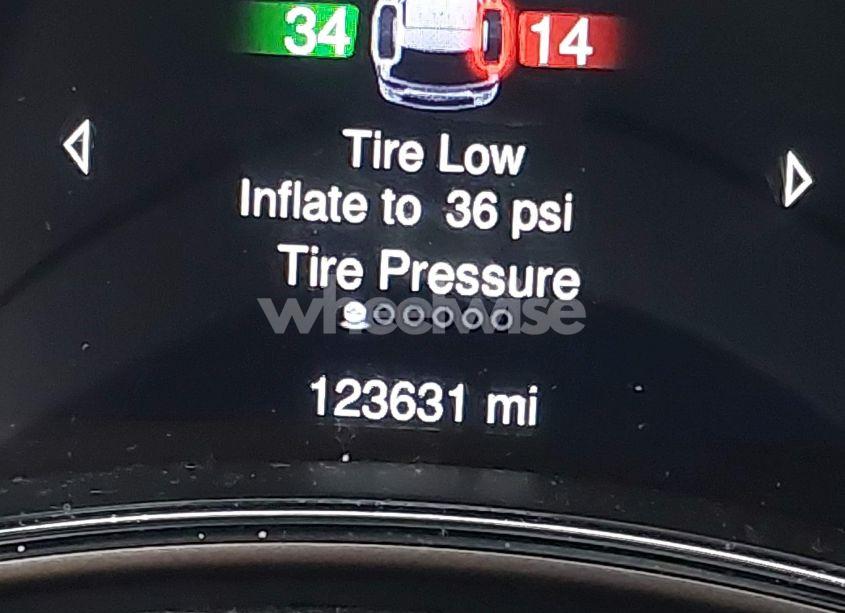 34 14
Tire Low
Inflate to 36 psi
Tire Pressure
wheelwise
123631 mi